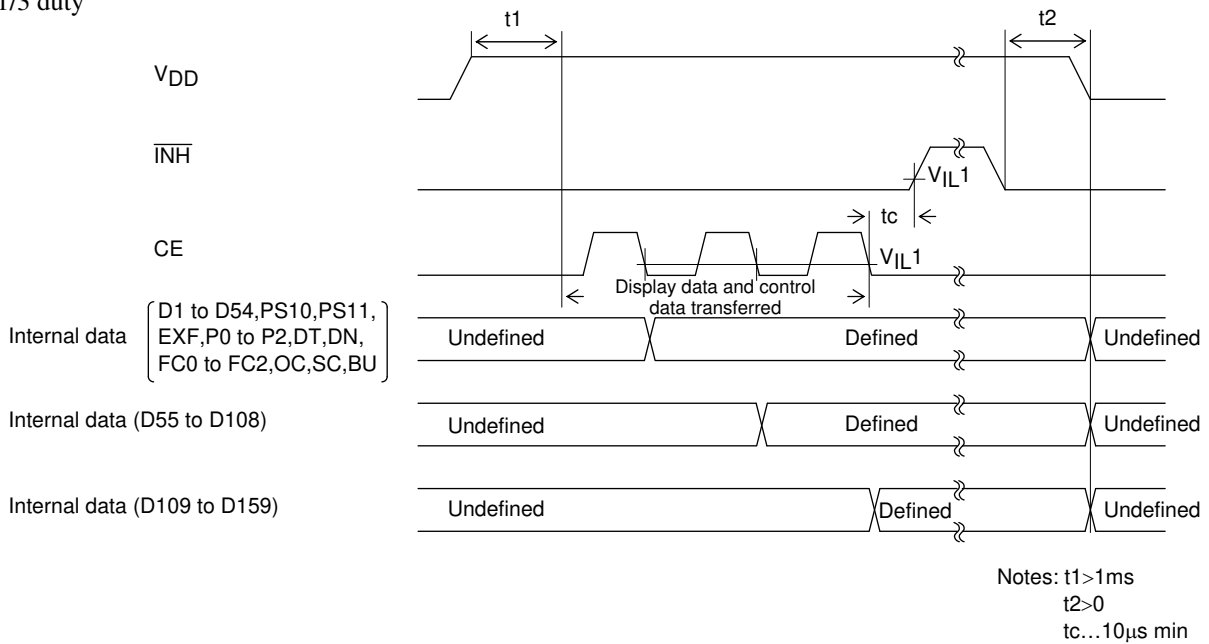 1/3 duty
t1
t2
VDD
INH
VIL1
tc
CE
VIL1
Display data and control
data transferred
Internal data
D1 to D54,PS10,PS11,
EXF,P0 to P2,DT,DN,
FC0 to FC2,OC,SC,BU
Undefined
Defined
Undefined
Internal data (D55 to D108)
Undefined
Defined
Undefined
Internal data (D109 to D159)
Undefined
Defined
Undefined
Notes: t1>1ms
t2>0
tc…10μs min